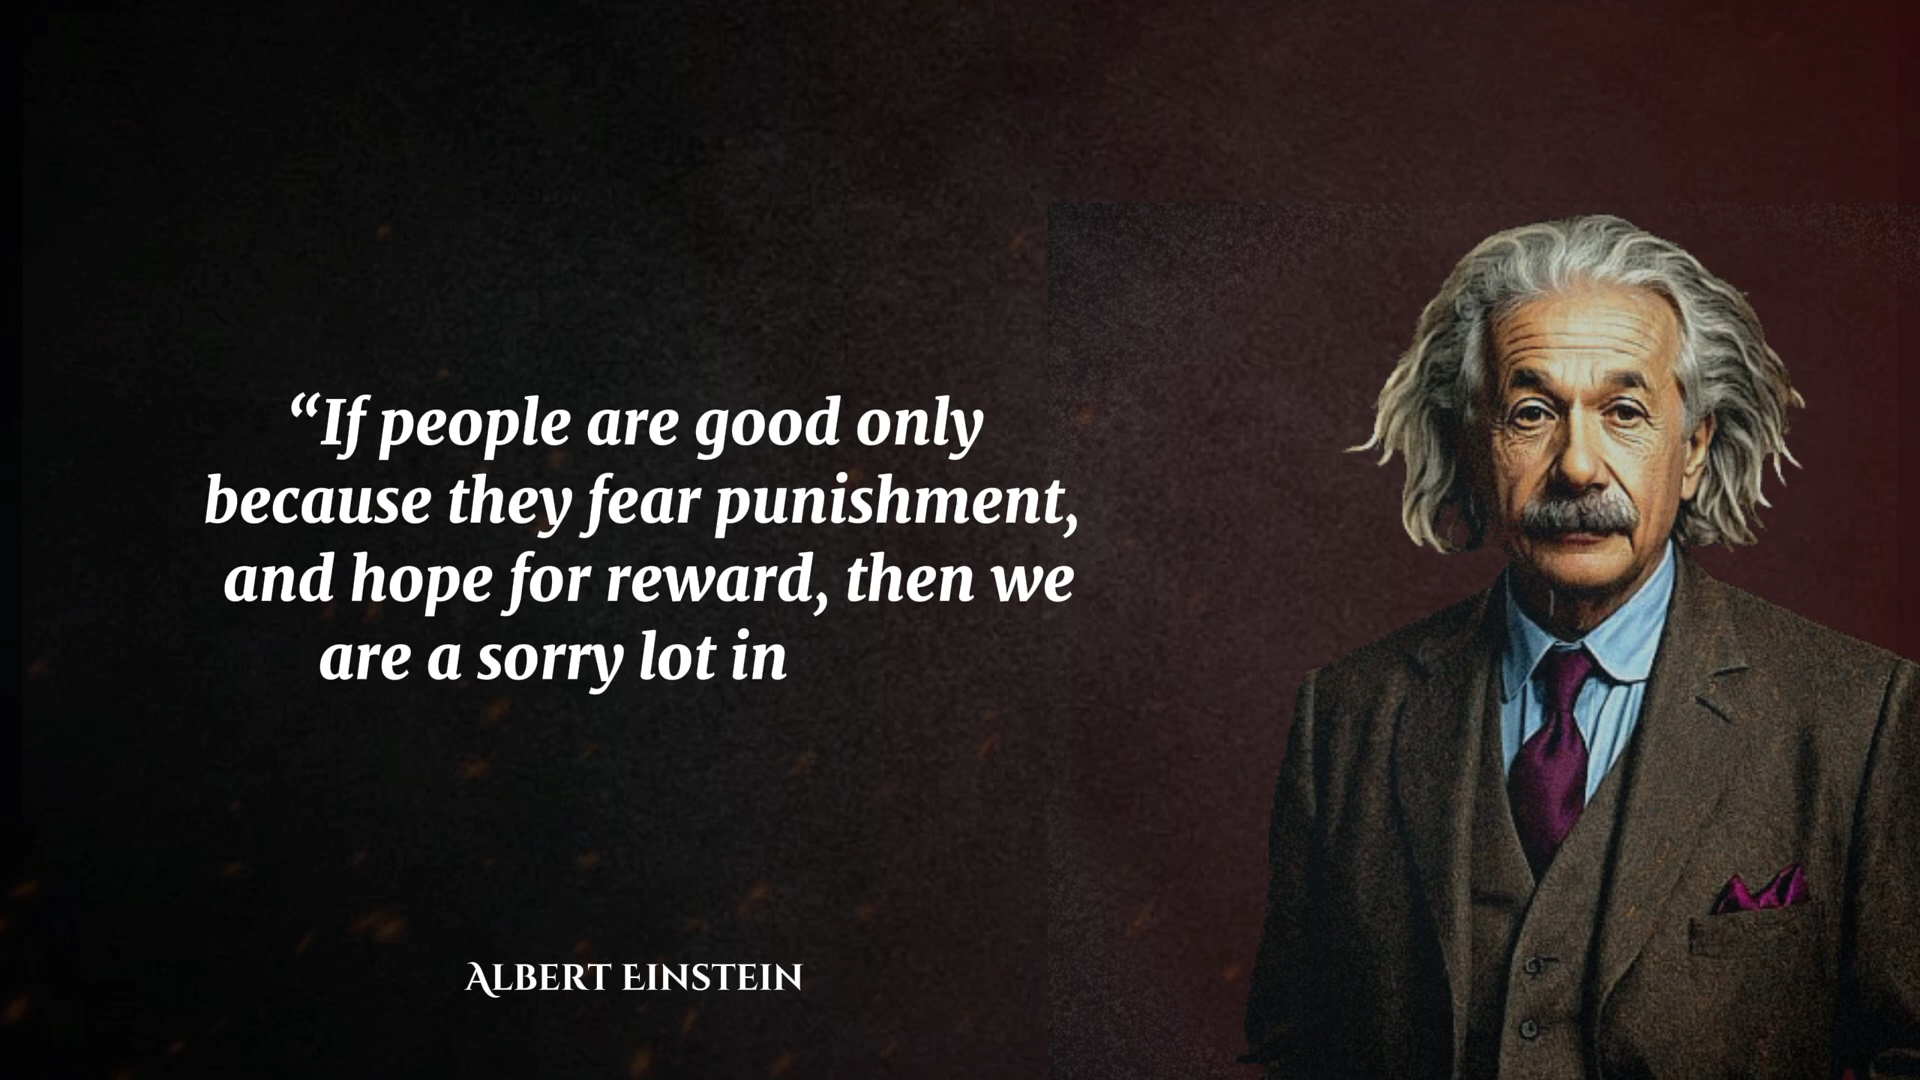 “If people are good only
because they fear punishment,
and hope for reward, then we
are a sorry lot in
Albert Einstein